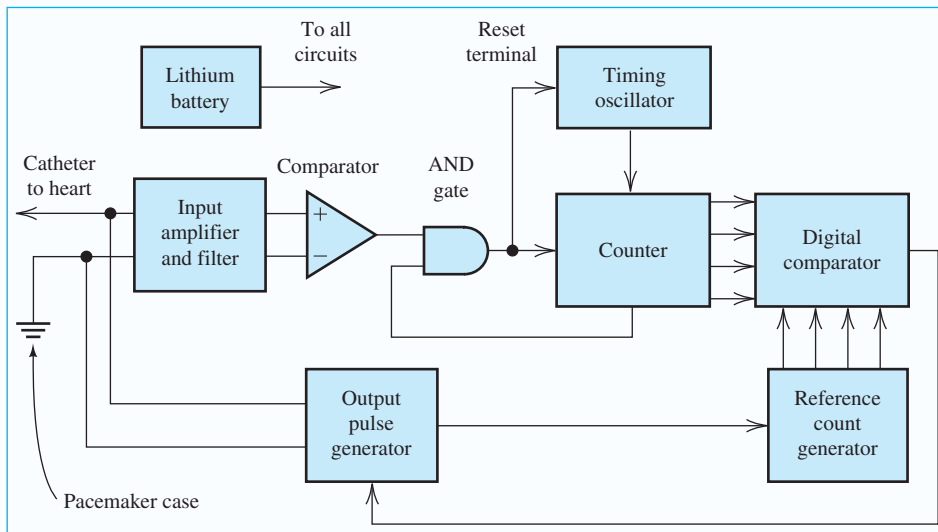 To all
circuits
Reset
terminal
Lithium
battery
Timing
oscillator
Catheter
to heart
Comparator
AND
gate
Input
amplifier
and filter
+
−
Counter
Digital
comparator
Output
pulse
generator
Reference
count
generator
Pacemaker case